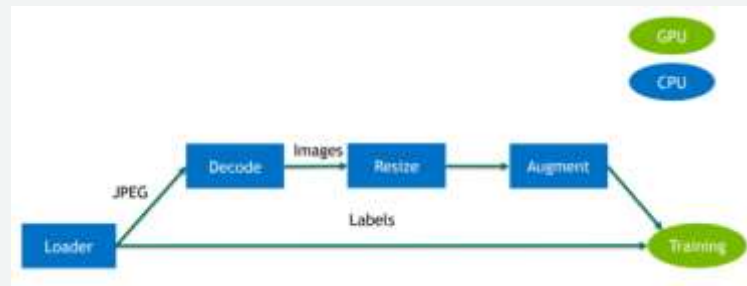 GPU
CPU
Images
Decode
Resize
Augment
JPEG
Labels
Loader
Training